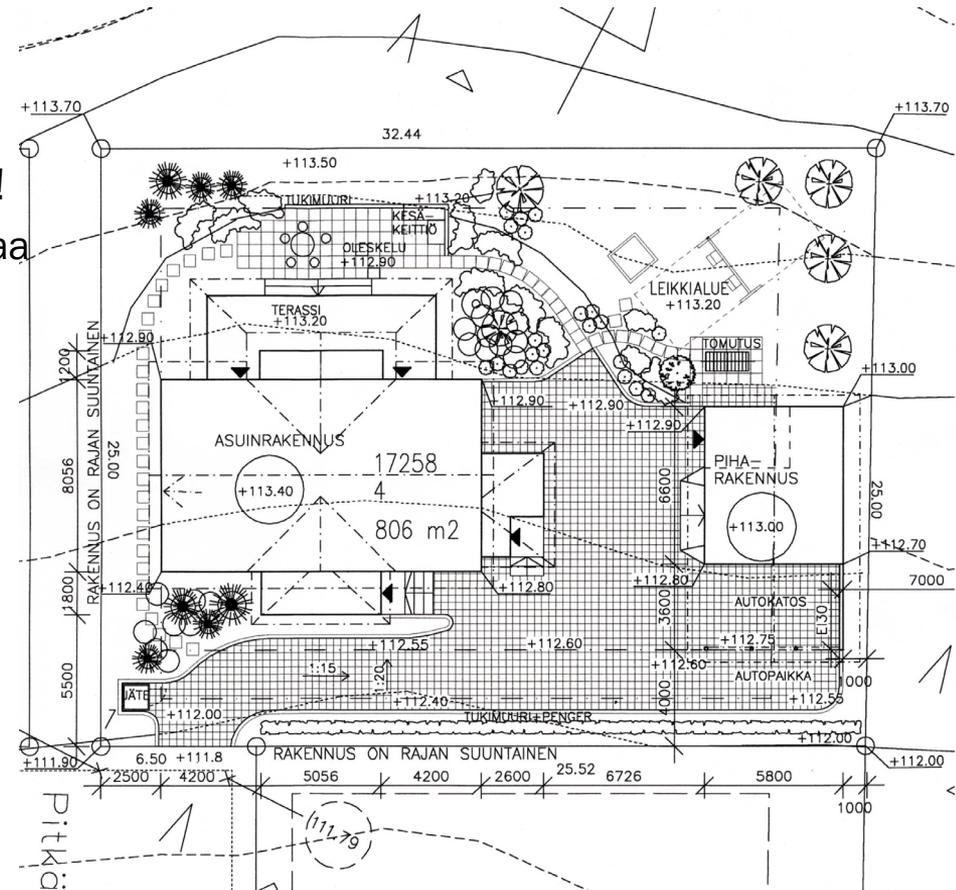 +113.70
+113.70
32.44
+113.50
!
aa
TUKIMUURI
+113.20
KESÄ-
KEITTIÖ
OLESKELU
+112.90
LEIKKIALUE
+113.20
TERASSI
+113.20
+112.90
TOMUTUS
1200
+113.00
RAKENNUS ON RAJAN SUUNTAINEN
+112.90
+112.90
+112.90
ASUINRAKENNUS
25.00
8056
17258
4
806 m2
+113.40
PIHA-
RAKENNUS
6600
+113.00
25.00
+112.70
+112.40
+112.80
+112.80
7000
1800
3600
AUTOKATOS
EI30
+112.55
+112.60
+112.75
+112.60
5500
1:15
1:20
AUTOPAIKKA
1000
JÄTE
+112.40
4000
+112.55
+112.00
TUKIMUURI+PENGER
+112.00
+111.90
6.50
+111.8
RAKENNUS ON RAJAN SUUNTAINEN
+112.00
2500
4200
5056
4200
2600
25.52
6726
5800
1000
111.79
Pitkä